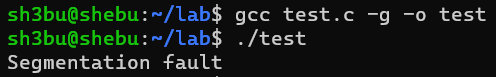 sh3bu@shebu:~/lab$ gcc test.c -g -o test
sh3bu@shebu:~/lab$ ./test
Segmentation fault